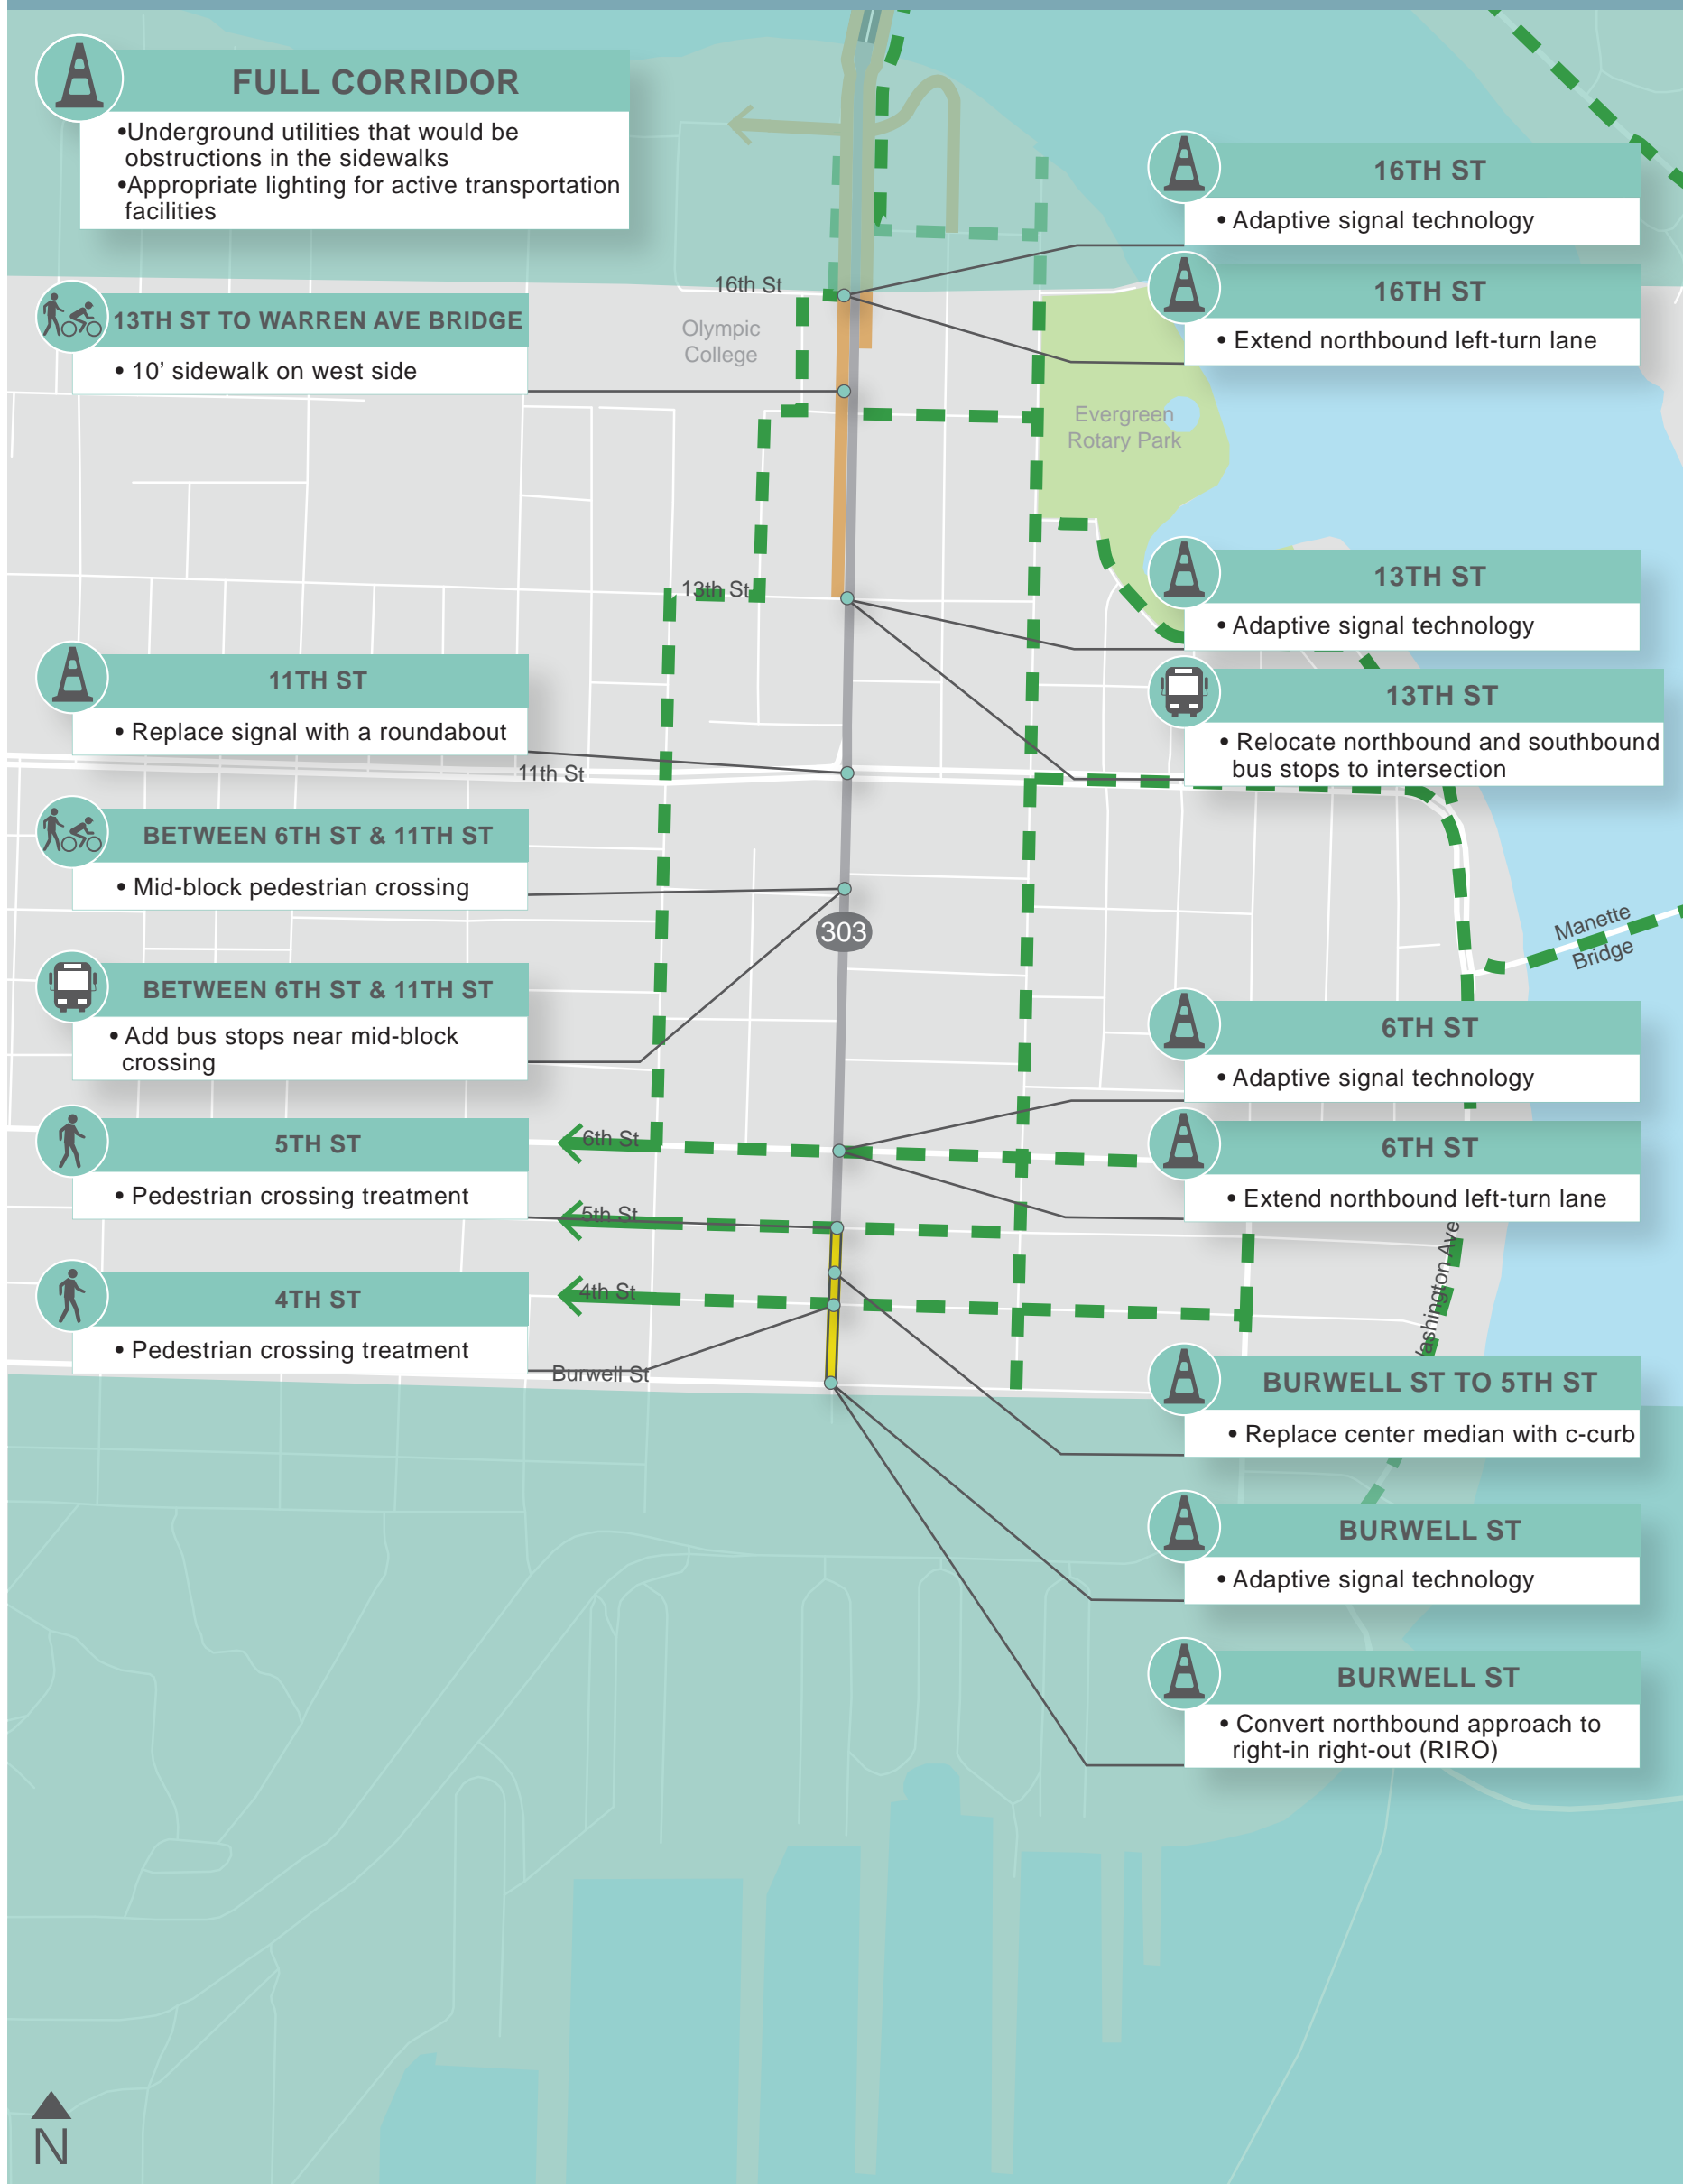 FULL CORRIDOR
•Underground utilities that would be
obstructions in the sidewalks
•Appropriate lighting for active transportation
facilities
16TH ST
• Adaptive signal technology
16TH ST
• Extend northbound left-turn lane
13TH ST TO WARREN AVE BRIDGE
• 10’ sidewalk on west side
16th St
Olympic
College
Evergreen
Rotary Park
13th St
13TH ST
• Adaptive signal technology
13TH ST
• Relocate northbound and southbound
bus stops to intersection
11TH ST
• Replace signal with a roundabout
11th St
BETWEEN 6TH ST & 11TH ST
• Mid-block pedestrian crossing
303
Manette
Bridge
BETWEEN 6TH ST & 11TH ST
• Add bus stops near mid-block
crossing
6TH ST
• Adaptive signal technology
6TH ST
• Extend northbound left-turn lane
5TH ST
• Pedestrian crossing treatment
6th St
5th St
4TH ST
• Pedestrian crossing treatment
4th St
Burwell St
ashington Ave
BURWELL ST TO 5TH ST
• Replace center median with c-curb
BURWELL ST
• Adaptive signal technology
BURWELL ST
• Convert northbound approach to
right-in right-out (RIRO)
N